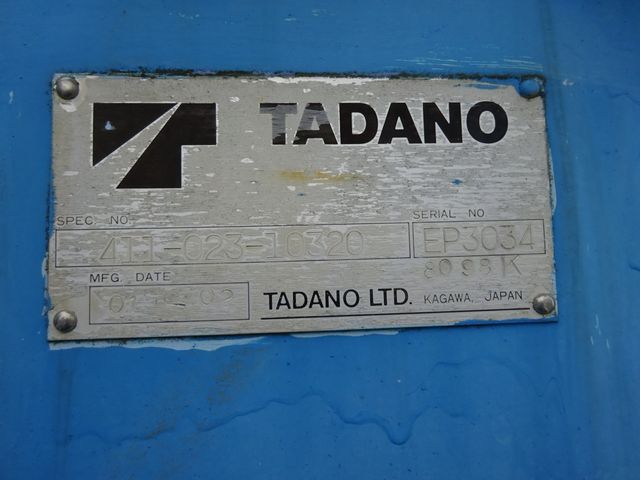 TADANO
SPEC. NO.
SERIAL NO
411-023-10320
EP3034
MFG. DATE
TADANO LTD. KAGAWA, JAPAN